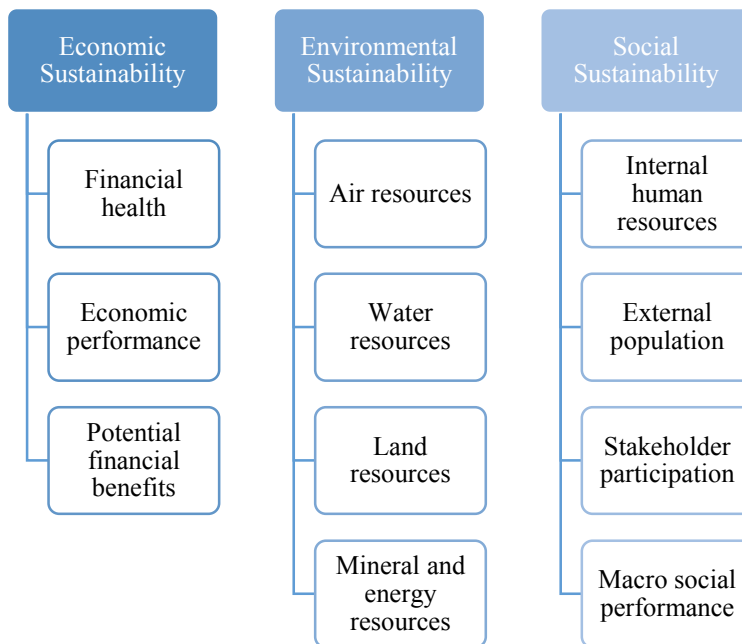 Economic
Sustainability
Financial
health
Economic
performance
Potential
financial
benefits
Environmental
Sustainability
Air resources
Water
resources
Land
resources
Mineral and
energy
resources
Social
Sustainability
Internal
human
resources
External
population
Stakeholder
participation
Macro social
performance